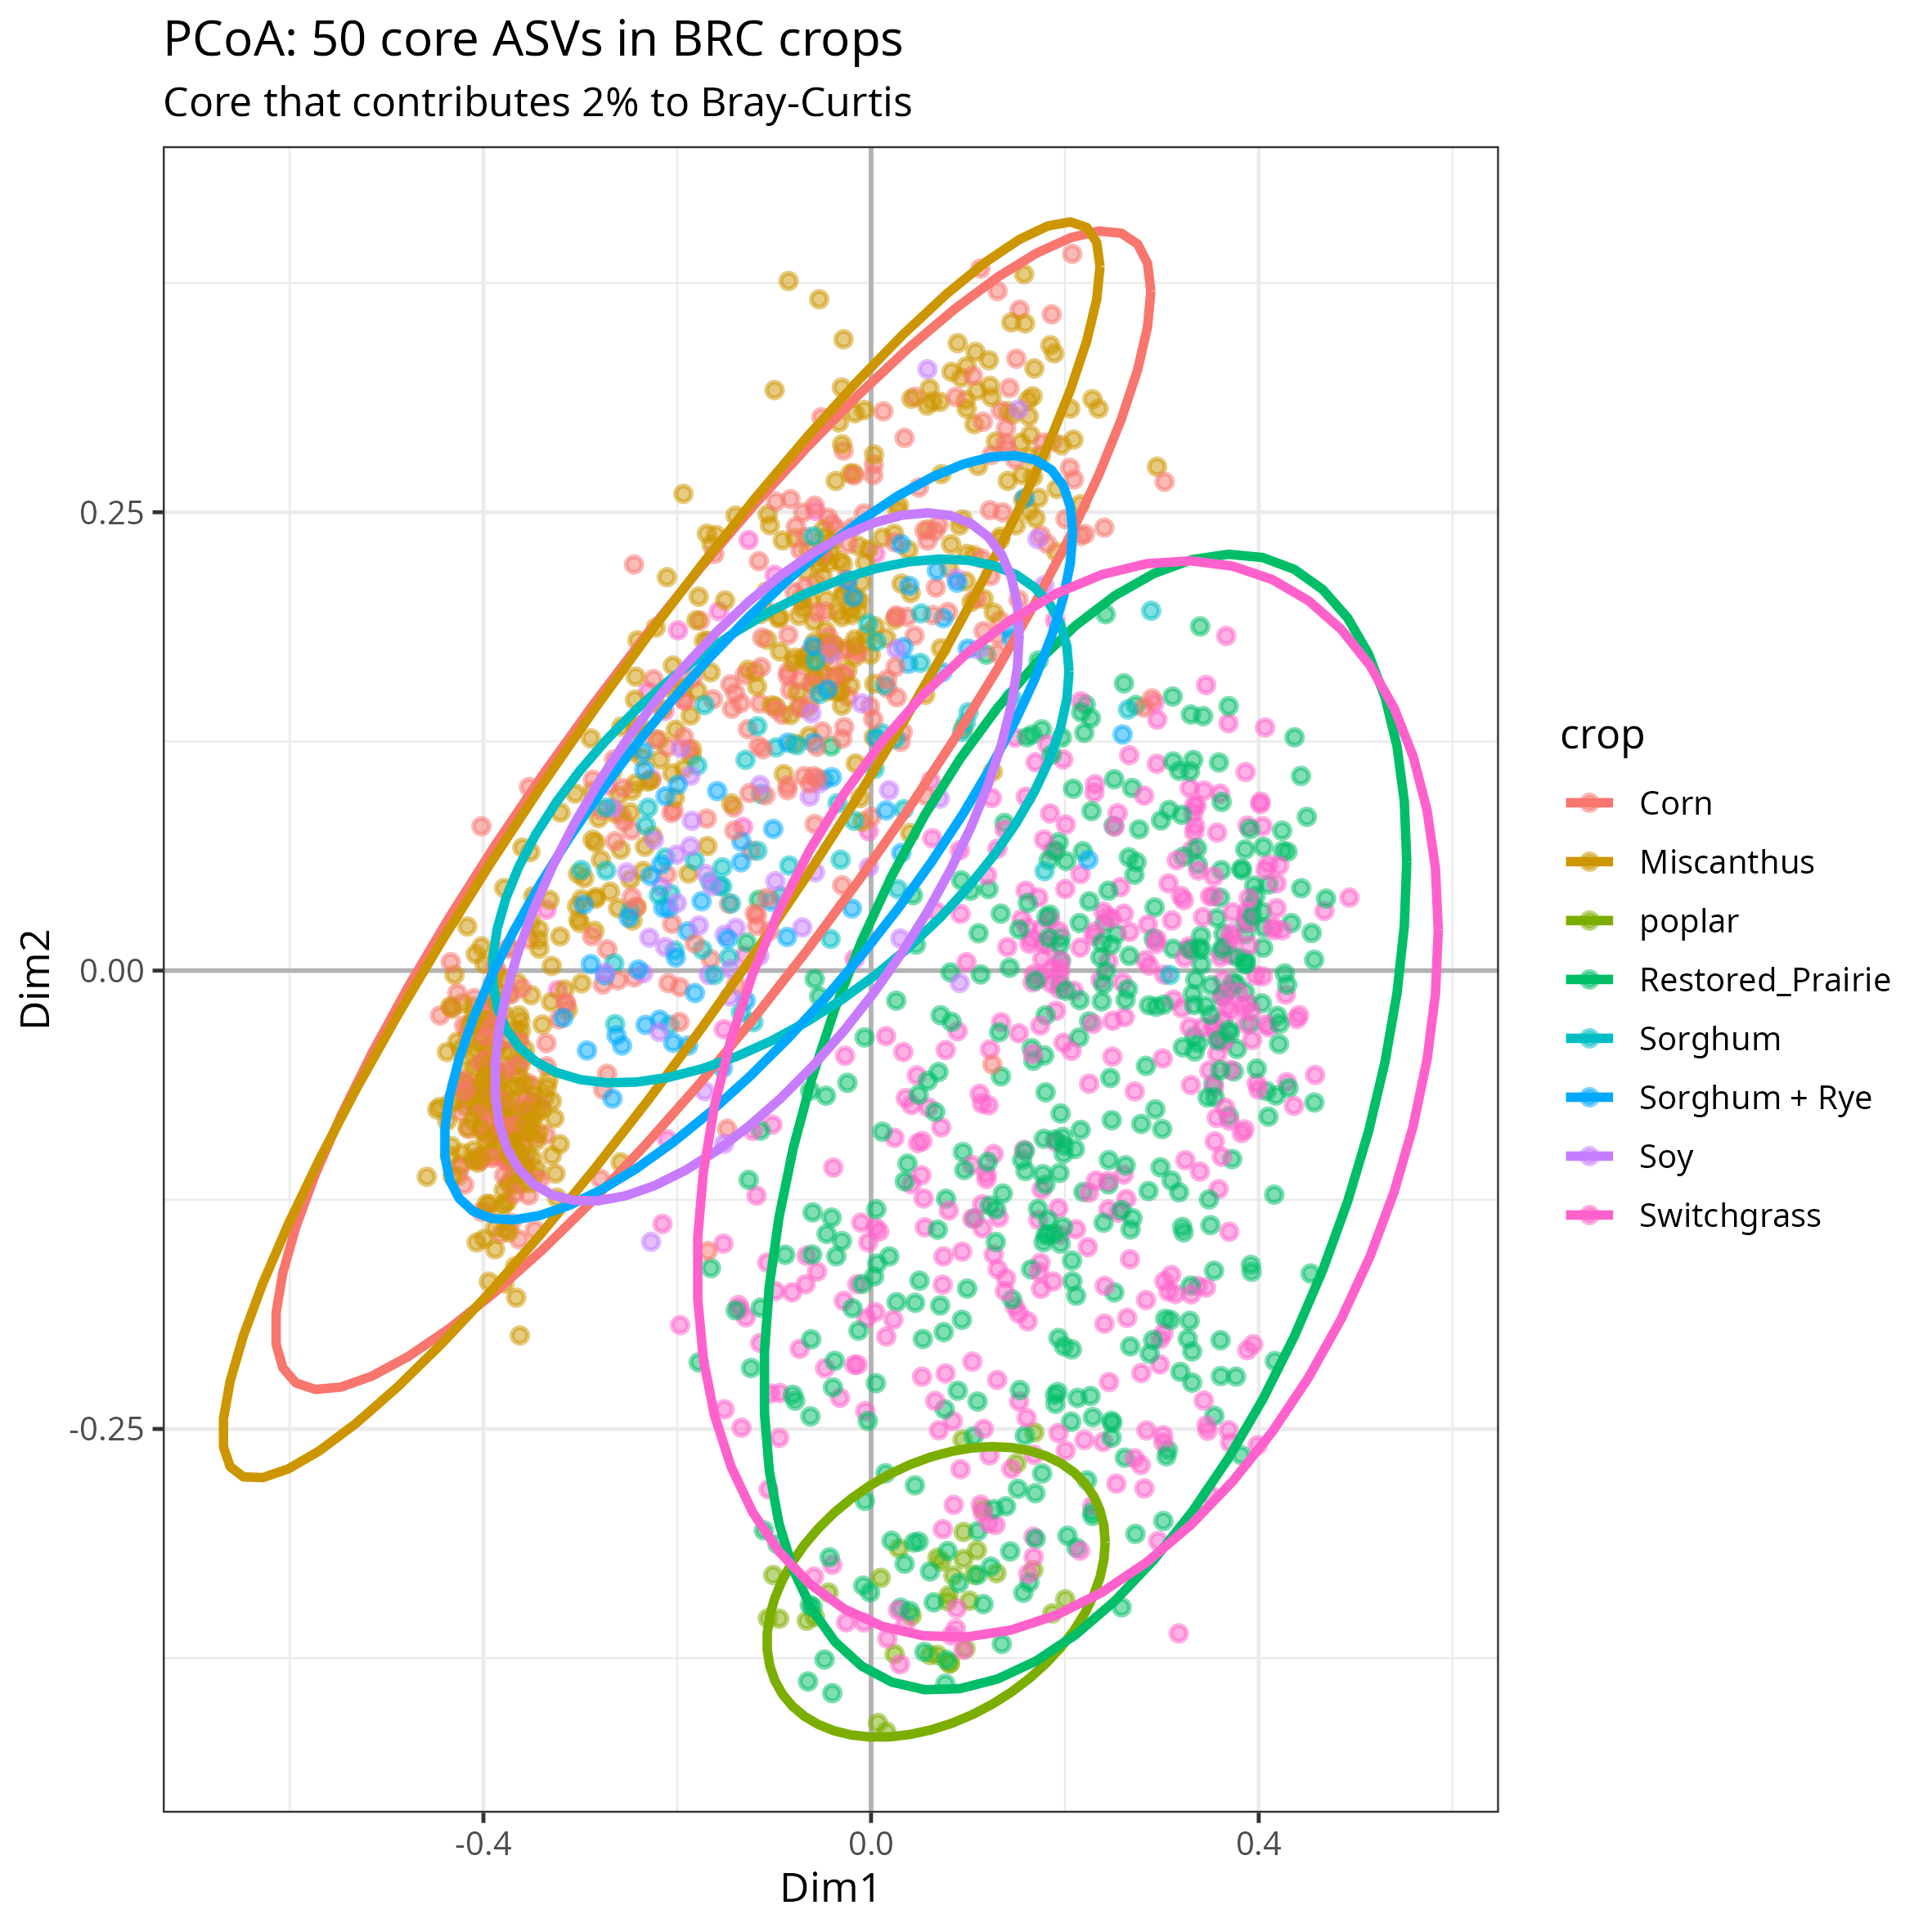 PCoA: 50 core ASVs in BRC crops
Core that contributes 2% to Bray-Curtis
0.25
0.00
-0.25
Dim2
-0.4
0.0
0.4
Dim1
crop
Corn
Miscanthus
poplar
Restored_Prairie
Sorghum
Sorghum + Rye
Soy
Switchgrass